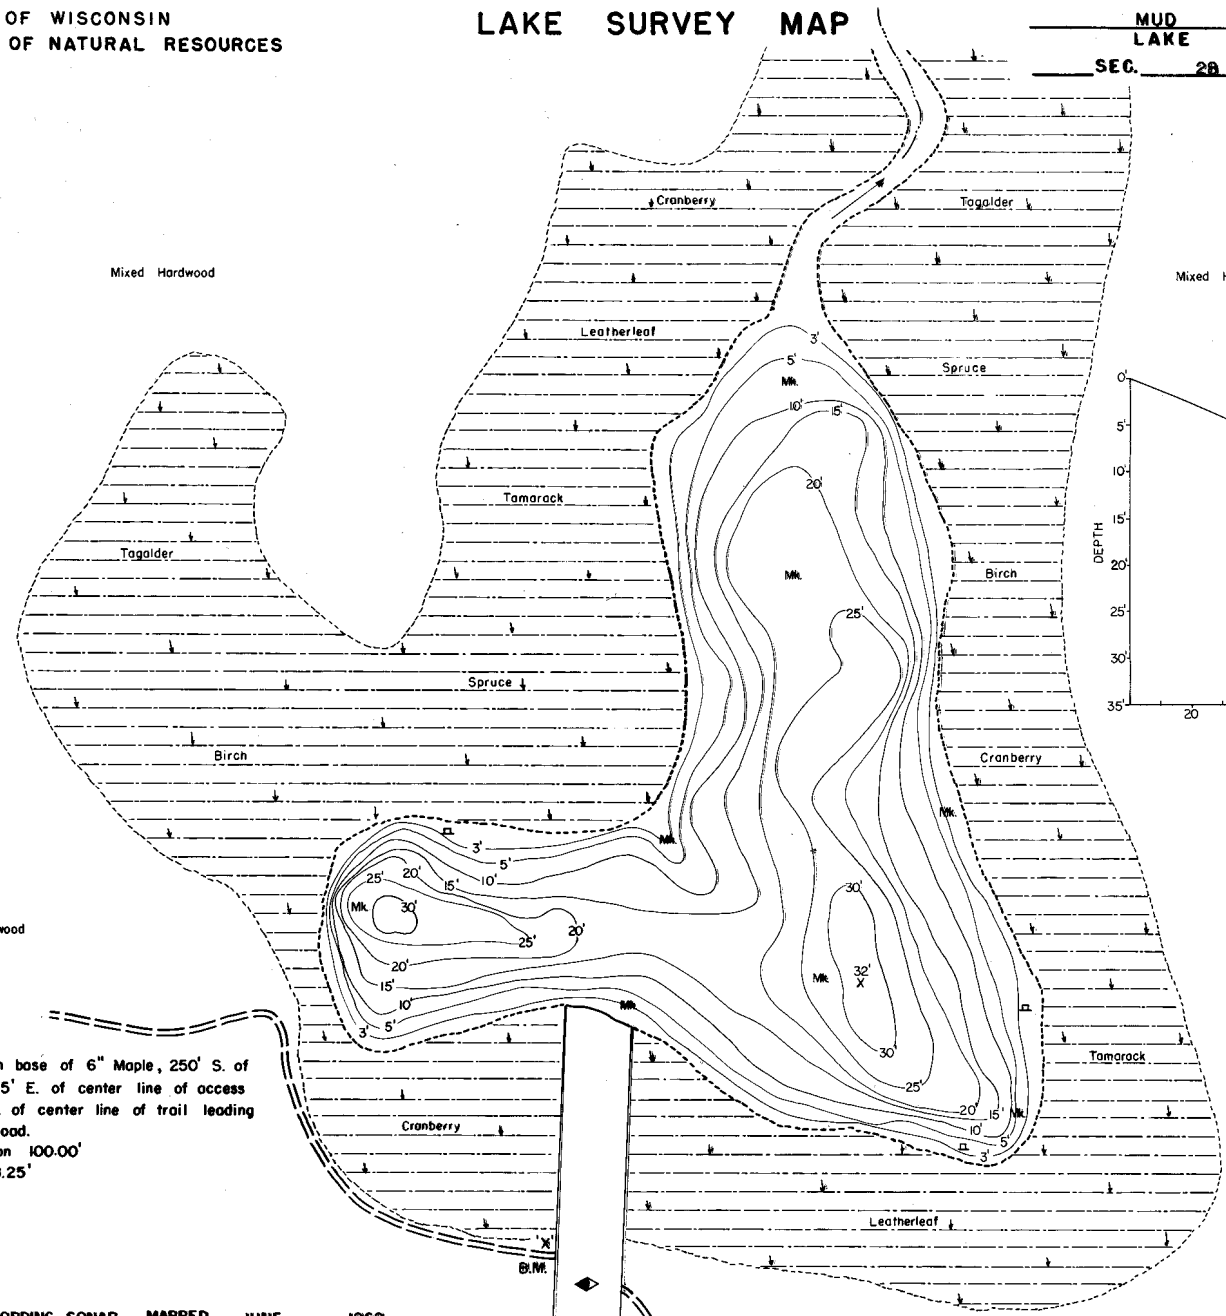 OF WISCONSIN
OF NATURAL RESOURCES
LAKE SURVEY MAP
MUD
LAKE
SEC. 28
Cranberry
Tagalder
Mixed Hardwood
Mixed
Leatherleaf
3'
5'
Spruce
Mk.
0'
10'
15'
5'
10'
20'
Tamarack
15'
DEPTH
Tagalder
20'
Mk.
Birch
25'
25'
30'
Spruce
35'
20
Birch
Cranberry
Mk.
Mk.
3'
5'
20'
25'
10'
15'
30'
Mk.
30'
20'
25'
20'
32'
Mk.
X
15'
10'
Mk.
5'
3'
30'
Tamarack
base of 6" Maple, 250' S. of
5' E. of center line of access
of center line of trail leading
25'
20'
15'
Mk.
Cranberry
10'
5'
3'
100.00'
.25'
Leatherleaf
X
B.M.
SONAR MAPPED JUNE